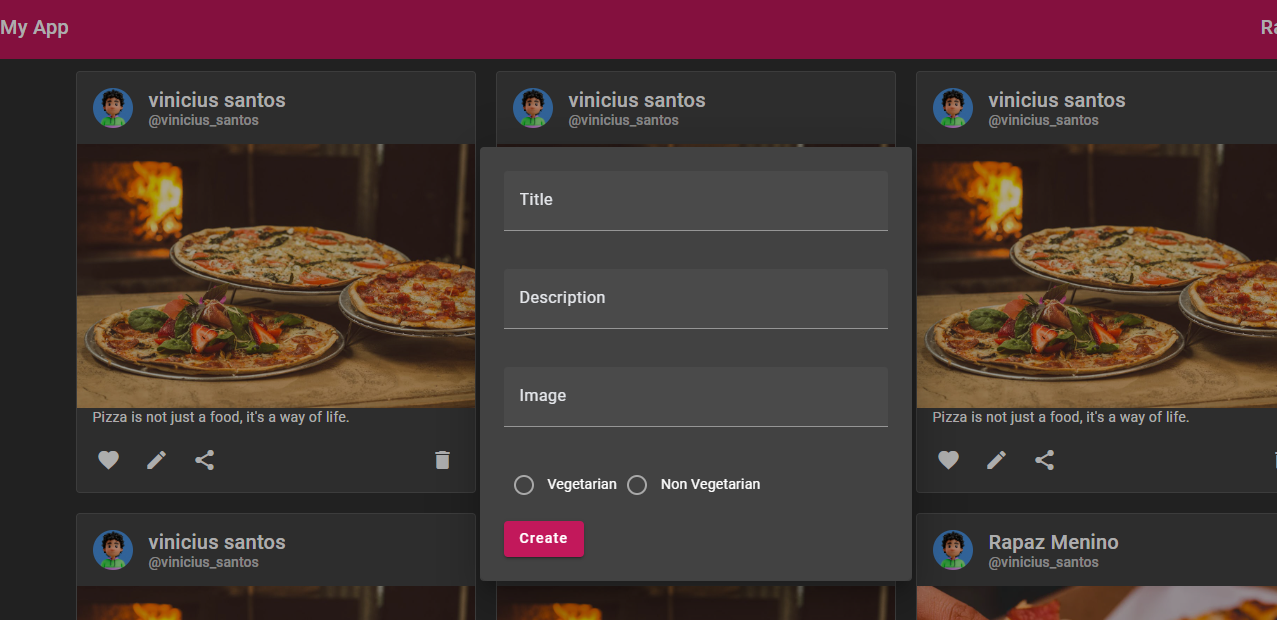 My App
vinicius santos
@vinicius_santos
vinicius santos
@vinicius_santos
vinicius santos
@vinicius_santos
Title
Description
Image
Vegetarian
Non Vegetarian
Create
Pizza is not just a food, it's a way of life.
Pizza is not just a food, it's a way of life.
vinicius santos
@vinicius_santos
Rapaz Menino
@vinicius_santos